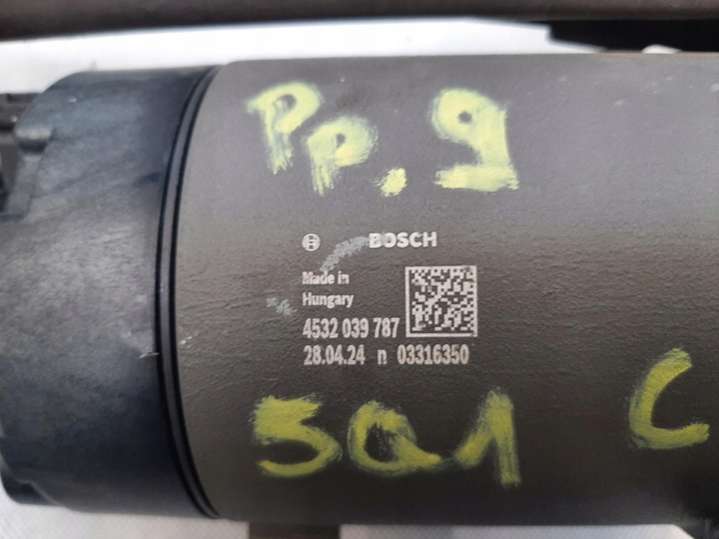 PP. 9
BOSCH
Made in
Hungary
4532 039 787
28.04.24 n 03316350
5Q1 C